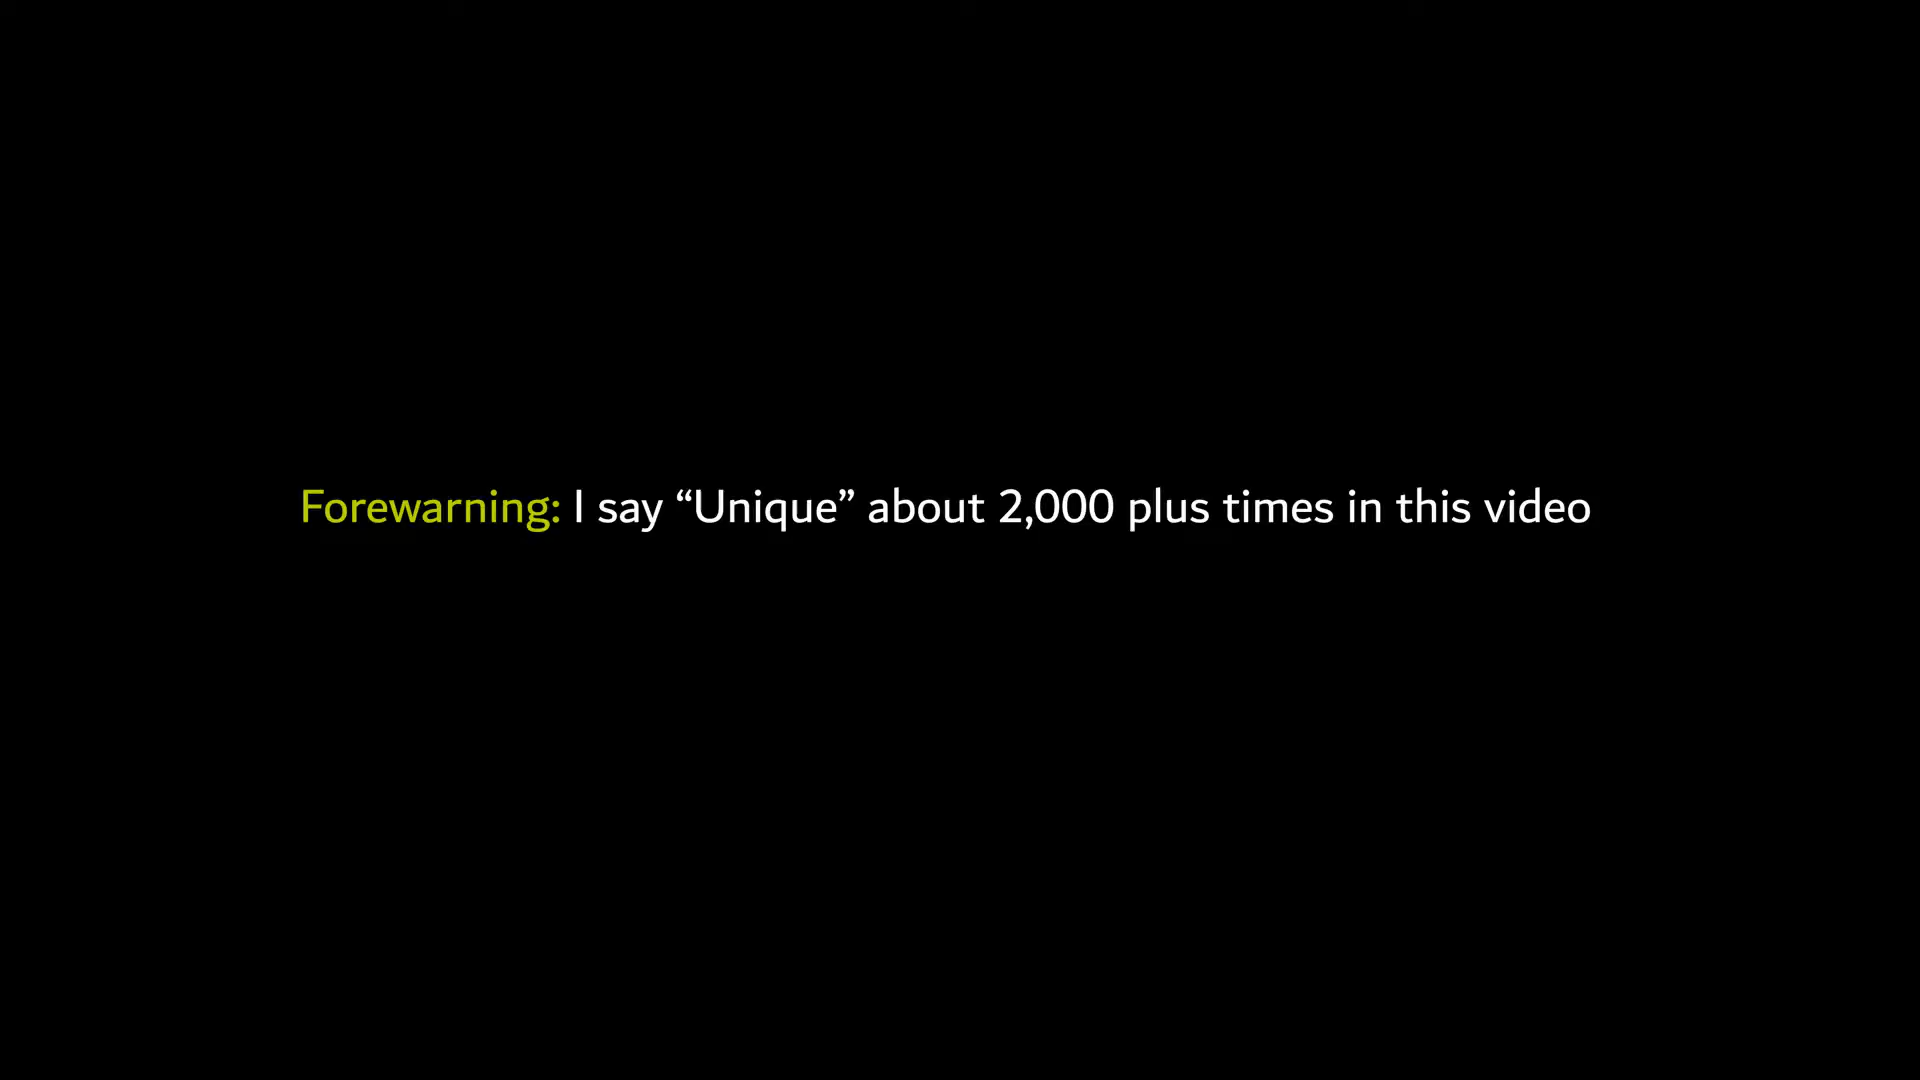 Forewarning: I say “Unique” about 2,000 plus times in this video